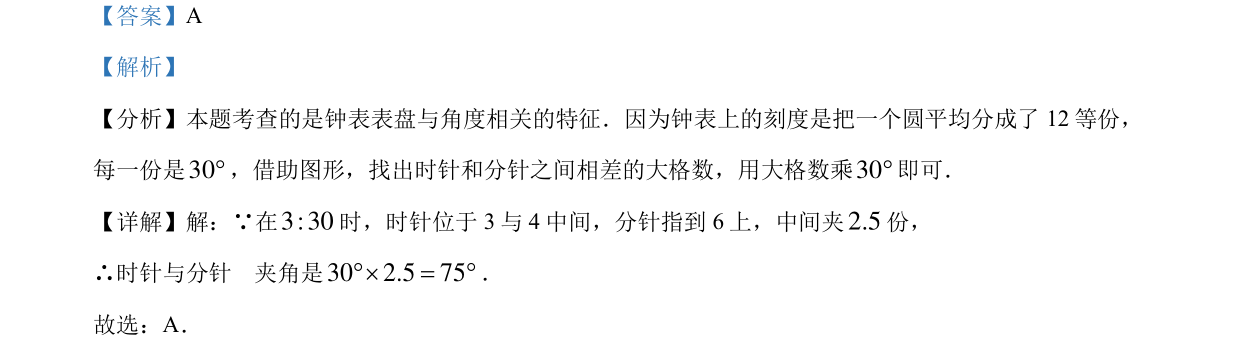 【答案】A
【解析】
【分析】本题考查的是钟表表盘与角度相关的特征．因为钟表上的刻度是把一个圆平均分成了 12 等份，
每一份是30°，借助图形，找出时针和分针之间相差的大格数，用大格数乘30°即可．
【详解】解：∵在3:30时，时针位于 3 与 4 中间，分针指到 6 上，中间夹2.5份，
∴时针与分针　夹角是30°×2.5=75°．
故选：A．